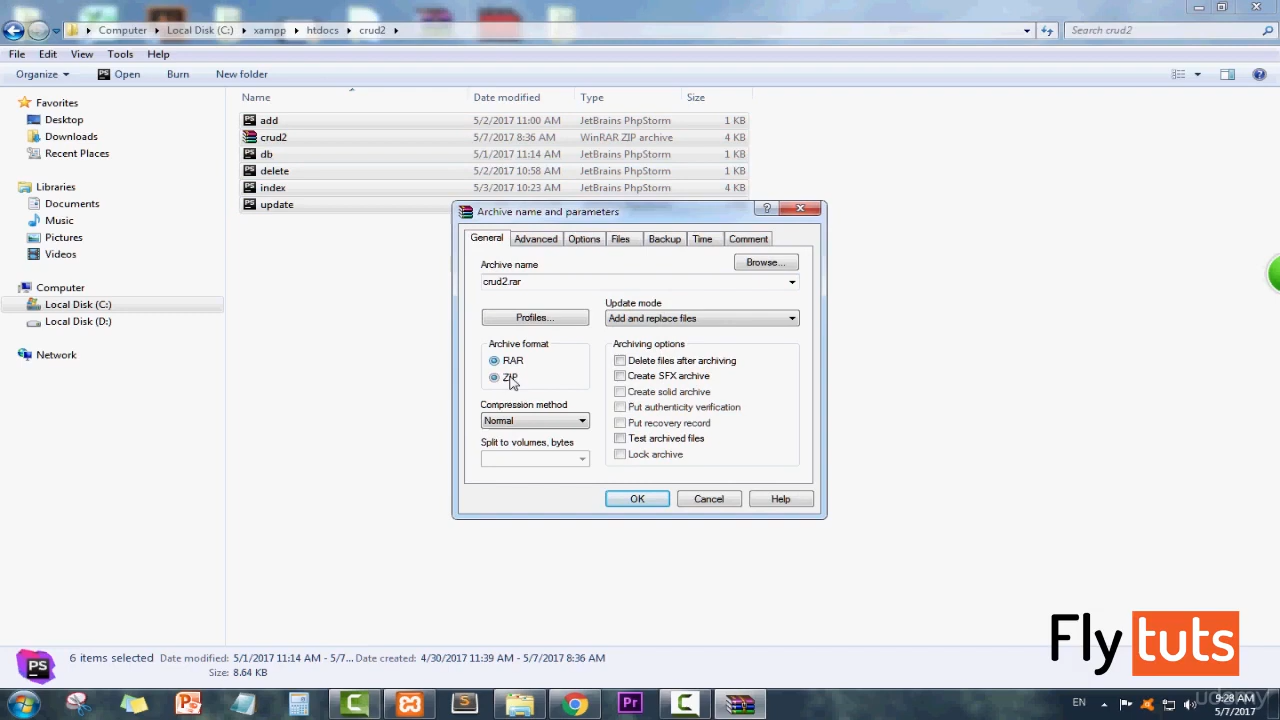 Computer
Local Disk (C:)
xampp
htdocs
crud2
Search crud2
File
Edit
View
Tools
Help
Organize
Open
Burn
New folder
Favorites
Desktop
Downloads
Recent Places
Libraries
Documents
Music
Pictures
Videos
Computer
Local Disk (C:)
Local Disk (D:)
Network
Name
Date modified
Type
Size
add 5/2/2017 11:00 AM JetBrains PhpStorm 1 KB
crud2 5/7/2017 8:36 AM WinRAR ZIP archive 4 KB
db 5/1/2017 11:14 AM JetBrains PhpStorm 1 KB
delete 5/2/2017 10:58 AM JetBrains PhpStorm 1 KB
index 5/3/2017 10:23 AM JetBrains PhpStorm 4 KB
update
Archive name and parameters
General
Advanced
Options
Files
Backup
Time
Comment
Archive name
Browse...
crud2.rar
Update mode
Profiles...
Add and replace files
Archive format
RAR
ZIP
Compression method
Normal
Split to volumes, bytes
Archiving options
Delete files after archiving
Create SFX archive
Create solid archive
Put authenticity verification
Put recovery record
Test archived files
Lock archive
OK
Cancel
Help
Fly tuts
PS
6 items selected Date modified: 5/1/2017 11:14 AM - 5/7... Date created: 4/30/2017 11:39 AM - 5/7/2017 8:36 AM
Size: 8.64 KB
EN
9:28 AM
5/7/2017
Udemy